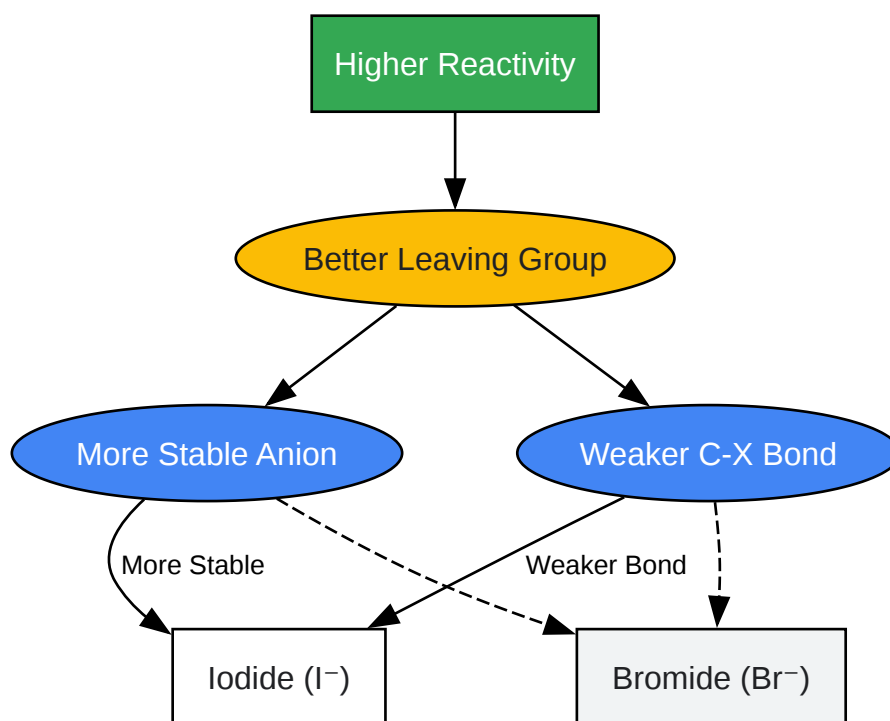 Higher Reactivity
Better Leaving Group
More Stable Anion
Weaker C-X Bond
More Stable
Weaker Bond
Iodide (I⁻)
Bromide (Br⁻)